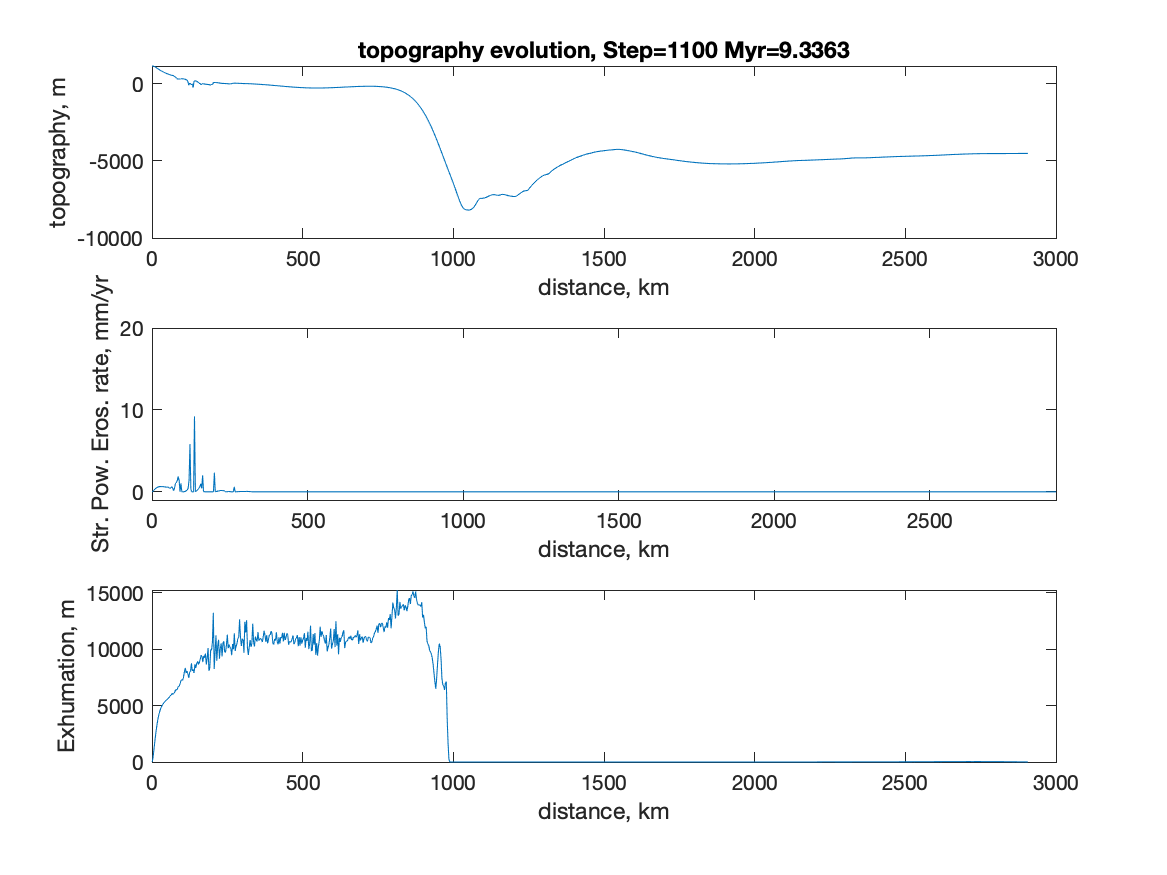 topography evolution, Step=1100 Myr=9.3363
0
-5000
-10000
topography, m
0 500 1000 1500 2000 2500 3000
distance, km
20
10
0
Str. Pow. Eros. rate, mm/yr
0 500 1000 1500 2000 2500
distance, km
15000
10000
5000
0
Exhumation, m
0 500 1000 1500 2000 2500 3000
distance, km